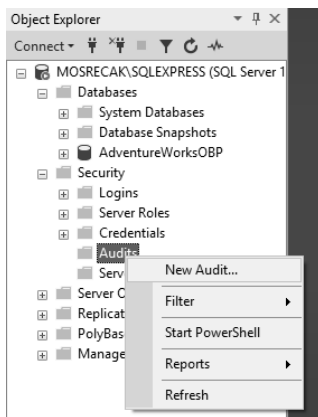 Object Explorer
Connect
MOSRECAK\SQLEXPRESS (SQL Server 1
Databases
System Databases
Database Snapshots
AdventureWorksOBP
Security
Logins
Server Roles
Credentials
Audits
New Audit...
Serv
Filter
Server O
Replicat
Start PowerShell
PolyBas
Reports
Manage
Refresh